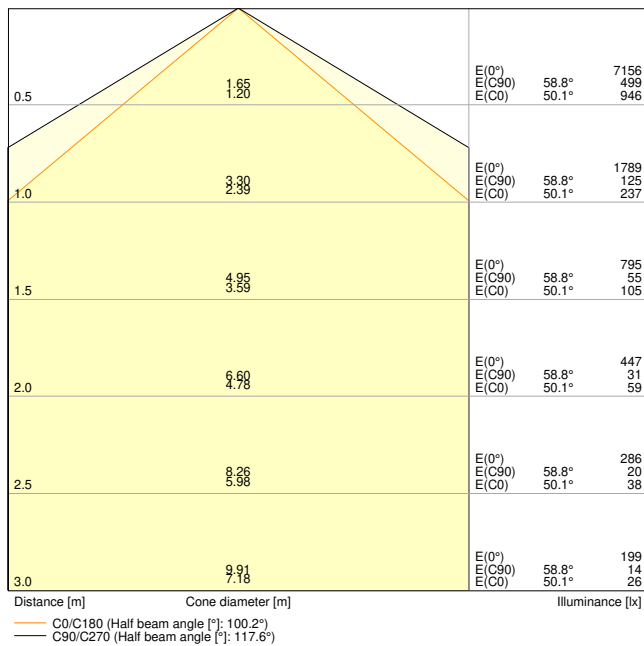 E(0°) 7156
1.65 E(C90) 58.8° 499
0.5 1.20 E(C0) 50.1° 946
E(0°) 1789
3.30 E(C90) 58.8° 125
1.0 2.39 E(C0) 50.1° 237
E(0°) 795
4.95 E(C90) 58.8° 55
1.5 3.59 E(C0) 50.1° 105
E(0°) 447
6.60 E(C90) 58.8° 31
2.0 4.78 E(C0) 50.1° 59
E(0°) 286
8.26 E(C90) 58.8° 20
2.5 5.98 E(C0) 50.1° 38
E(0°) 199
9.91 E(C90) 58.8° 14
3.0 7.18 E(C0) 50.1° 26
Distance [m] Cone diameter [m] Illuminance [lx]
C0/C180 (Half beam angle [°]: 100.2°)
C90/C270 (Half beam angle [°]: 117.6°)